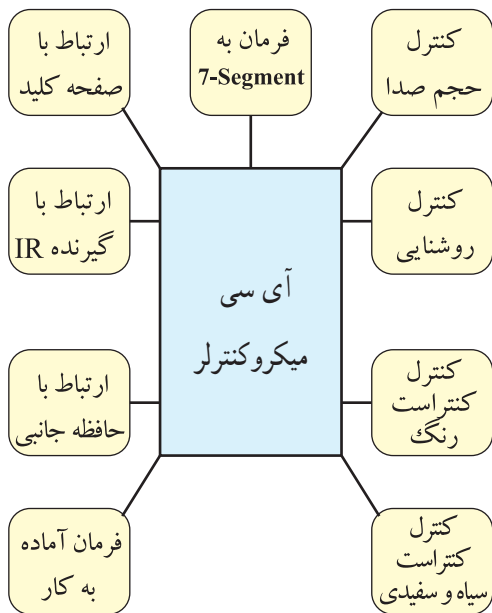 کنترل
حجم صدا
فرمان به
7-Segment
ارتباط با
صفحه کلید
کنترل
روشنایی
ارتباط با
گیرنده IR
آی سی
میکروکنترلر
کنترل
کنتراست
رنگ
ارتباط با
حافظه جانبی
کنترل
کنتراست
سیاه و سفیدی
فرمان آماده
به کار